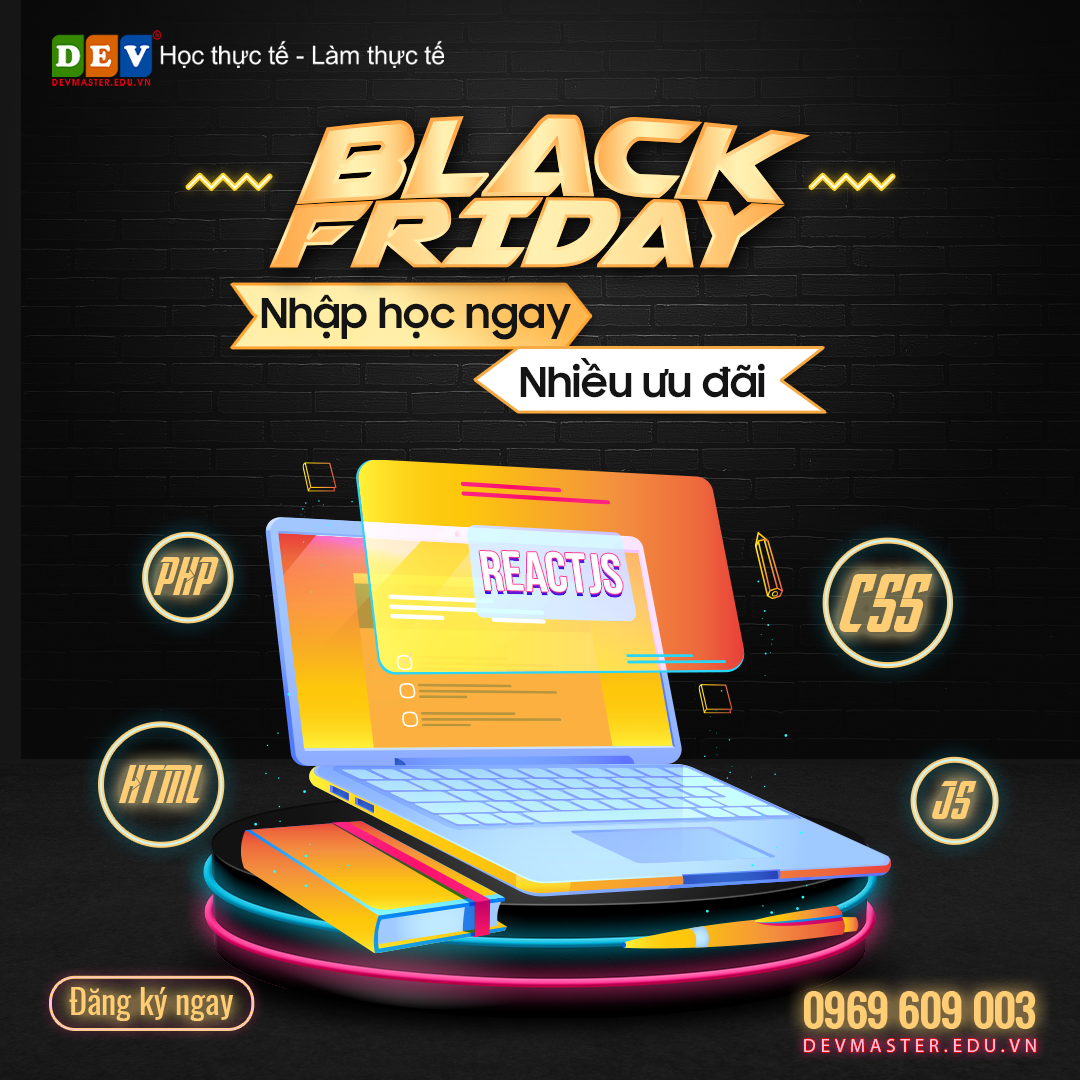 DEV®
DEVMASTER.EDU.VN
Học thực tế - Làm thực tế
BLACK
FRIDAY
Nhập học ngay
Nhiều ưu đãi
REACTJS
PHP
CSS
HTML
JS
Đăng ký ngay
0969 609 003
DEVMASTER.EDU.VN